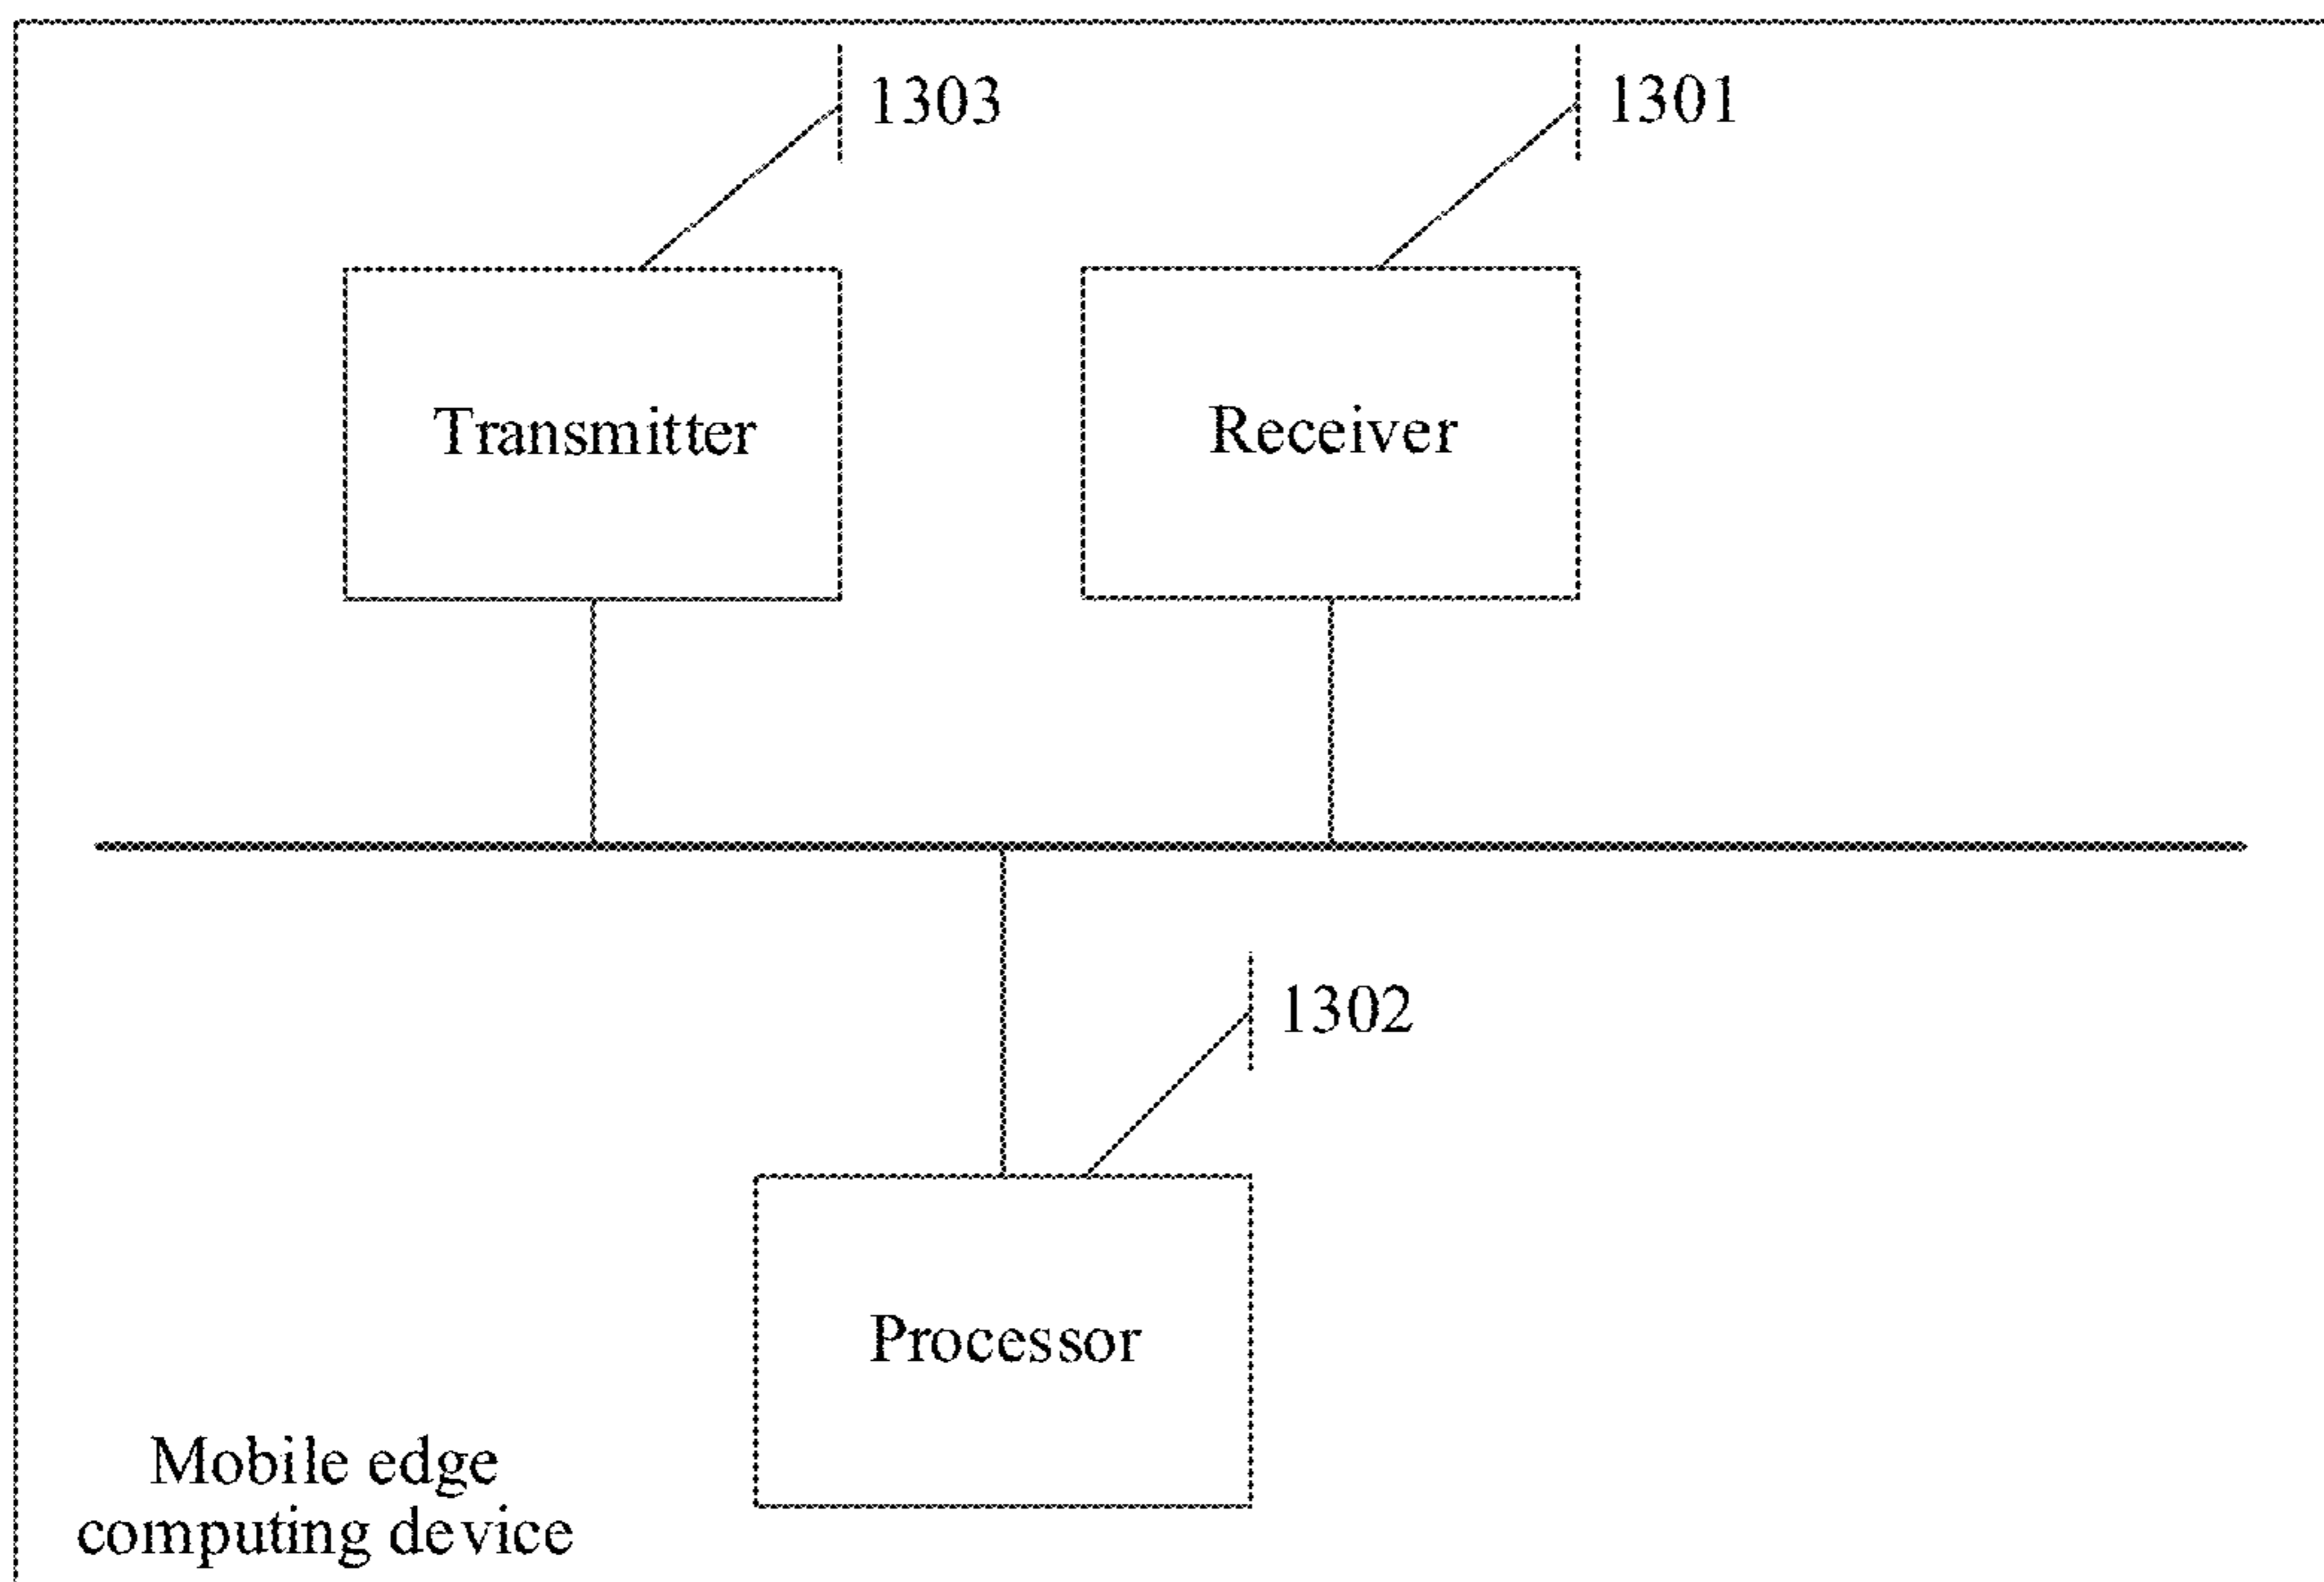 1303
1301
Transmitter
Receiver
1302
Processor
Mobile edge
computing device